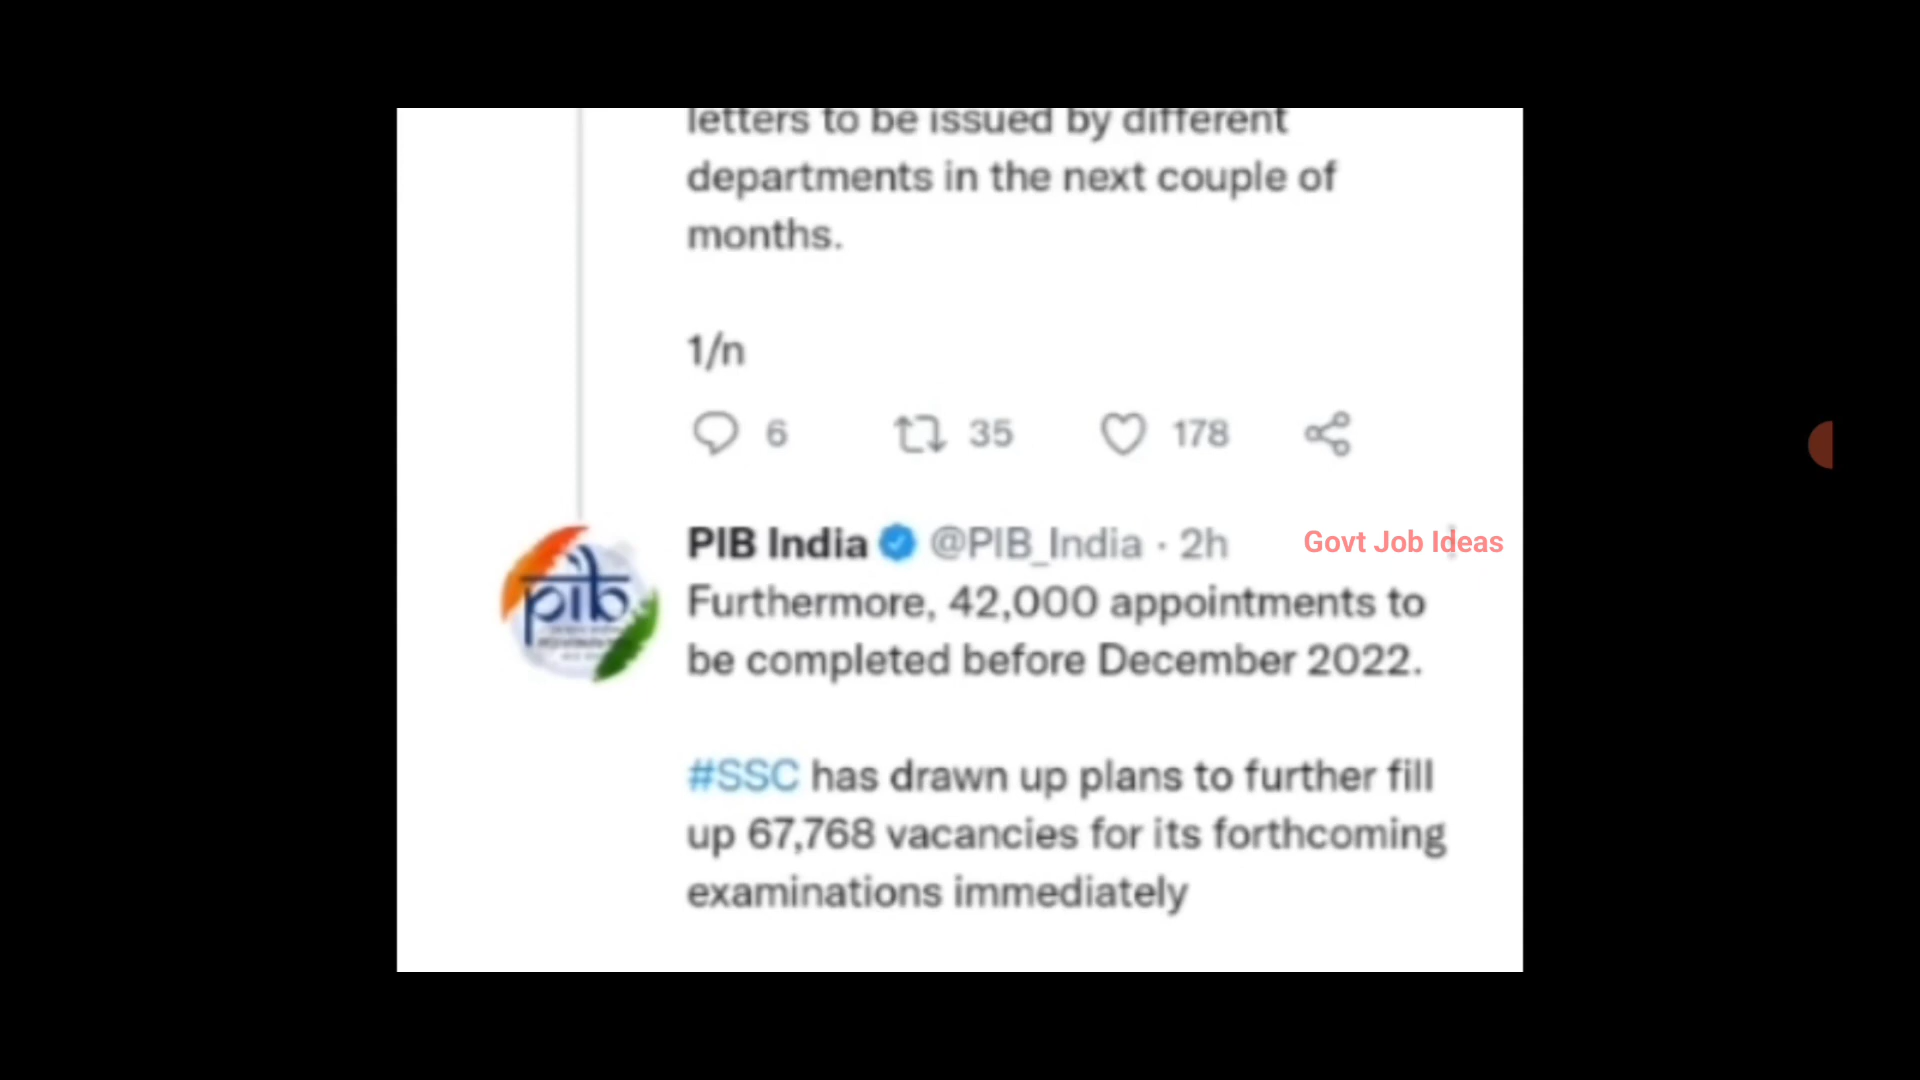 letters to be issued by different
departments in the next couple of
months.
1/n
6 35 178
PIB India @PIB_India · 2h
Govt Job Ideas
pib
Furthermore, 42,000 appointments to
be completed before December 2022.
#SSC has drawn up plans to further fill
up 67,768 vacancies for its forthcoming
examinations immediately